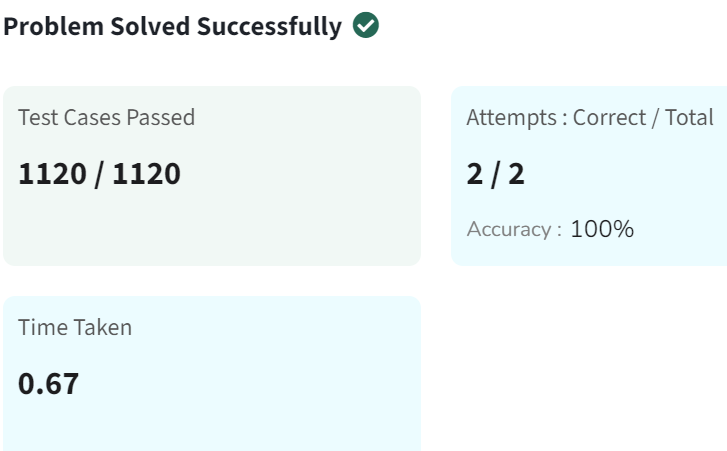 Problem Solved Successfully
Test Cases Passed
1120 / 1120
Attempts : Correct / Total
2 / 2
Accuracy : 100%
Time Taken
0.67